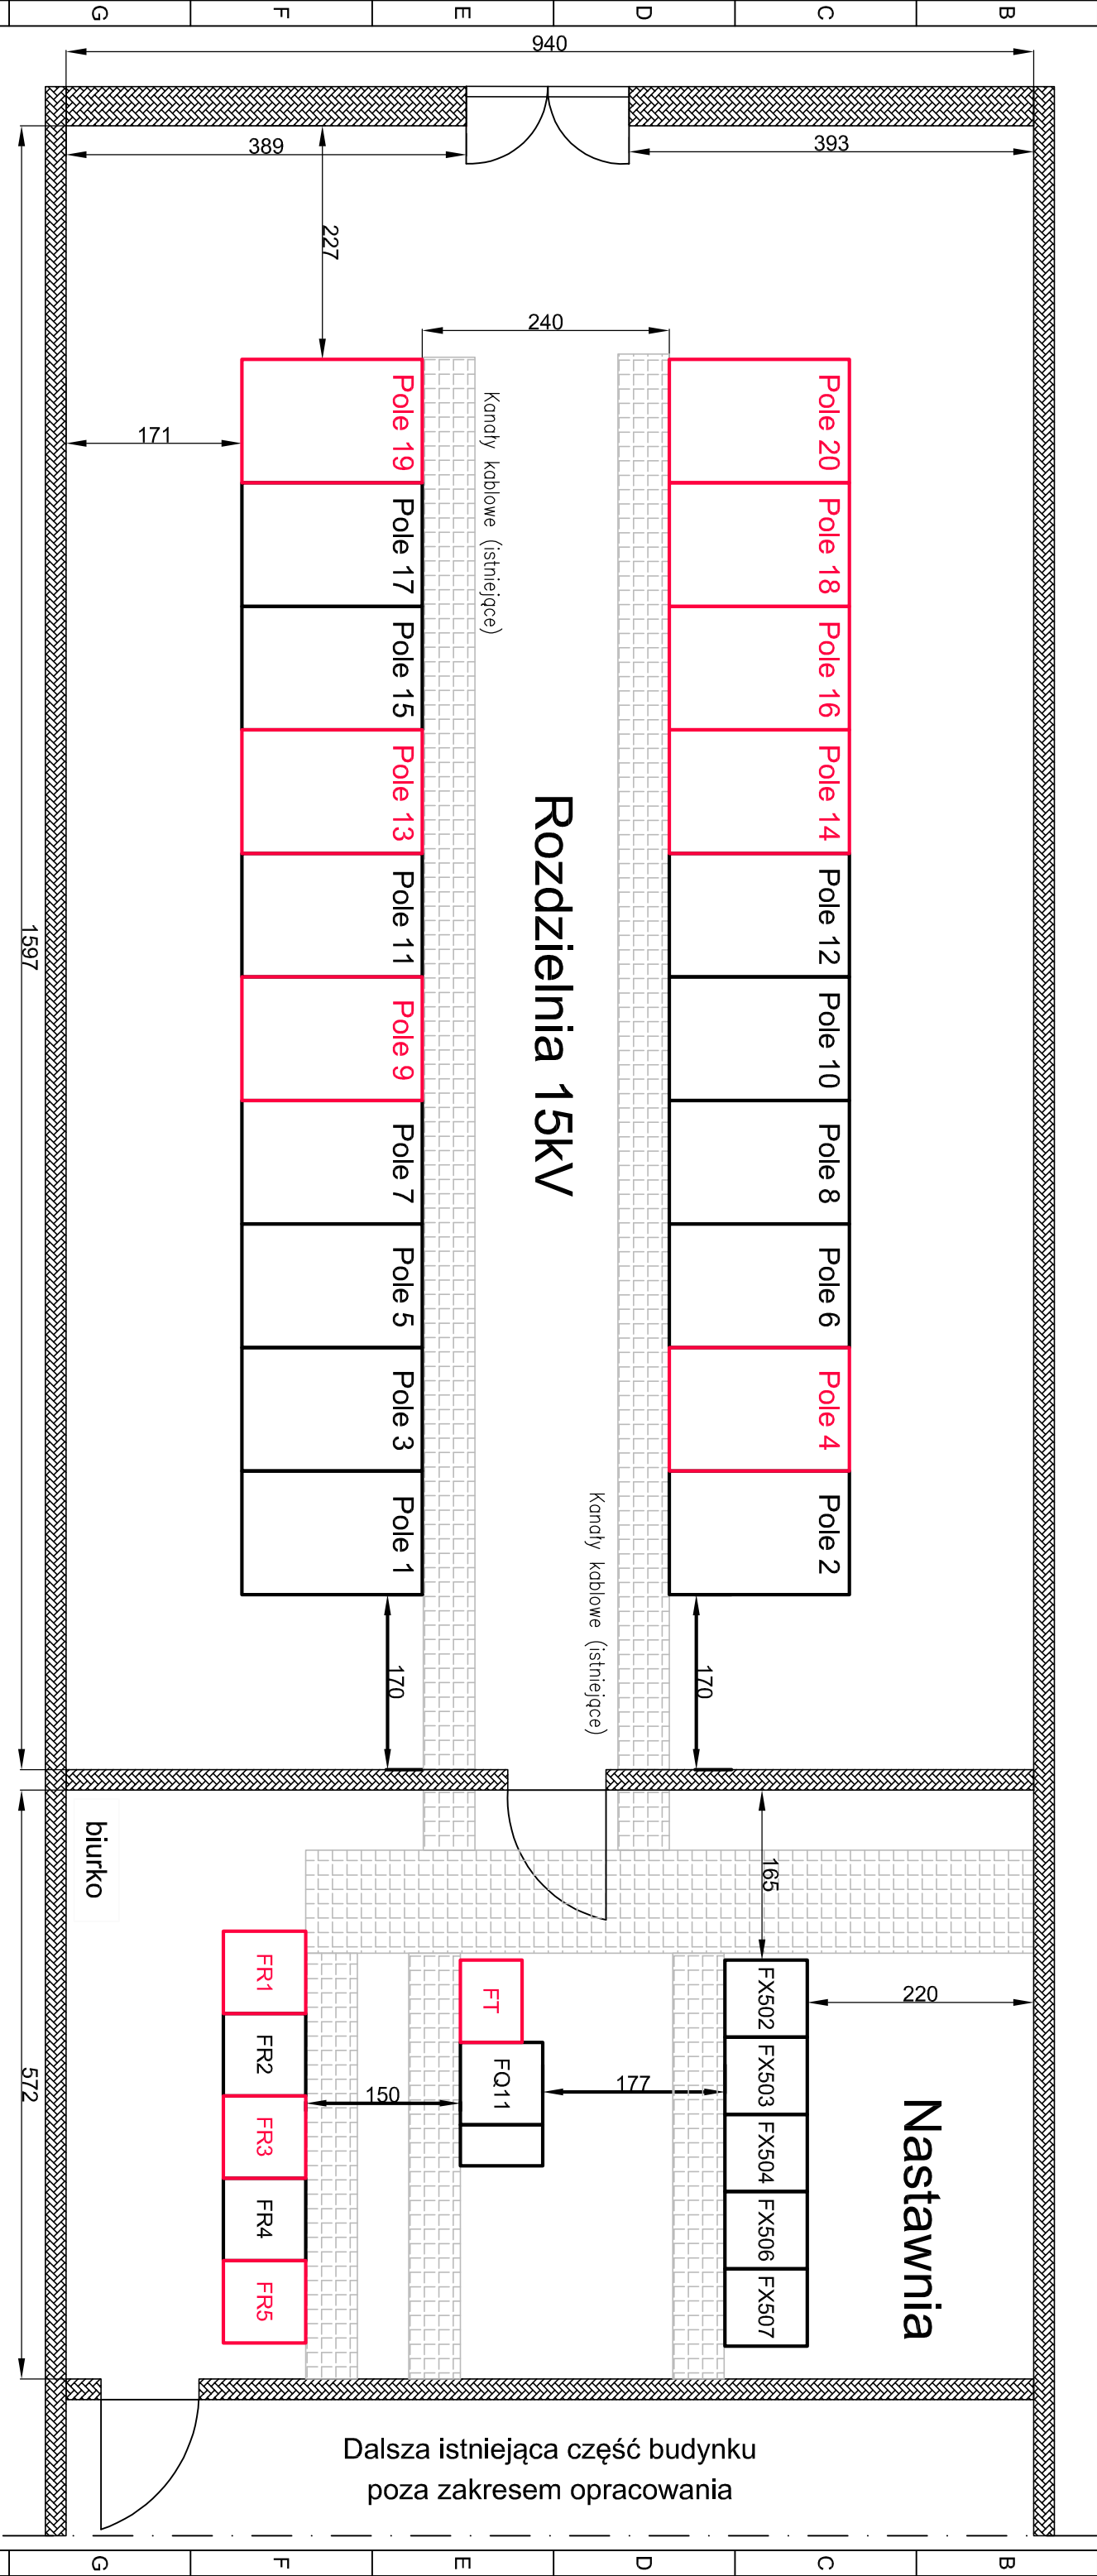 G F E D C B
940
389
393
227
240
171
Pole 19
Pole 17
Pole 15
Pole 13
Pole 11
Pole 9
Pole 7
Pole 5
Pole 3
Pole 1
Kanały kablowe (istniejące)
Rozdzielnia 15kV
Kanały kablowe (istniejące)
Pole 20
Pole 18
Pole 16
Pole 14
Pole 12
Pole 10
Pole 8
Pole 6
Pole 4
Pole 2
1597
170
170
biurko
165
220
FR1
FR2
FR3
FR4
FR5
FT
FQ11
150
177
FX502
FX503
FX504
FX506
FX507
Nastawnia
572
Dalsza istniejąca część budynku
poza zakresem opracowania
G F E D C B